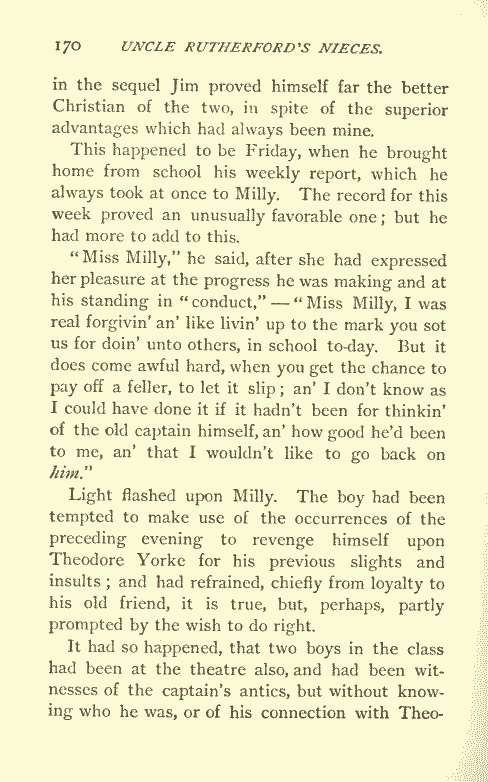 170 UNCLE RUTHERFORD'S NIECES.
in the sequel Jim proved himself far the better
Christian of the two, in spite of the superior
advantages which had always been mine.
This happened to be Friday, when he brought
home from school his weekly report, which he
always took at once to Milly. The record for this
week proved an unusually favorable one; but he
had more to add to this.
"Miss Milly," he said, after she had expressed
her pleasure at the progress he was making and at
his standing in "conduct,"—"Miss Milly, I was
real forgivin' an' like livin' up to the mark you sot
us for doin' unto others, in school to-day. But it
does come awful hard, when you get the chance to
pay off a feller, to let it slip; an' I don't know as
I could have done it if it hadn't been for thinkin'
of the old captain himself, an' how good he'd been
to me, an' that I wouldn't like to go back on
him."
Light flashed upon Milly. The boy had been
tempted to make use of the occurrences of the
preceding evening to revenge himself upon
Theodore Yorke for his previous slights and
insults; and had refrained, chiefly from loyalty to
his old friend, it is true, but, perhaps, partly
prompted by the wish to do right.
It had so happened, that two boys in the class
had been at the theatre also, and had been wit-
nesses of the captain's antics, but without know-
ing who he was, or of his connection with Theo-